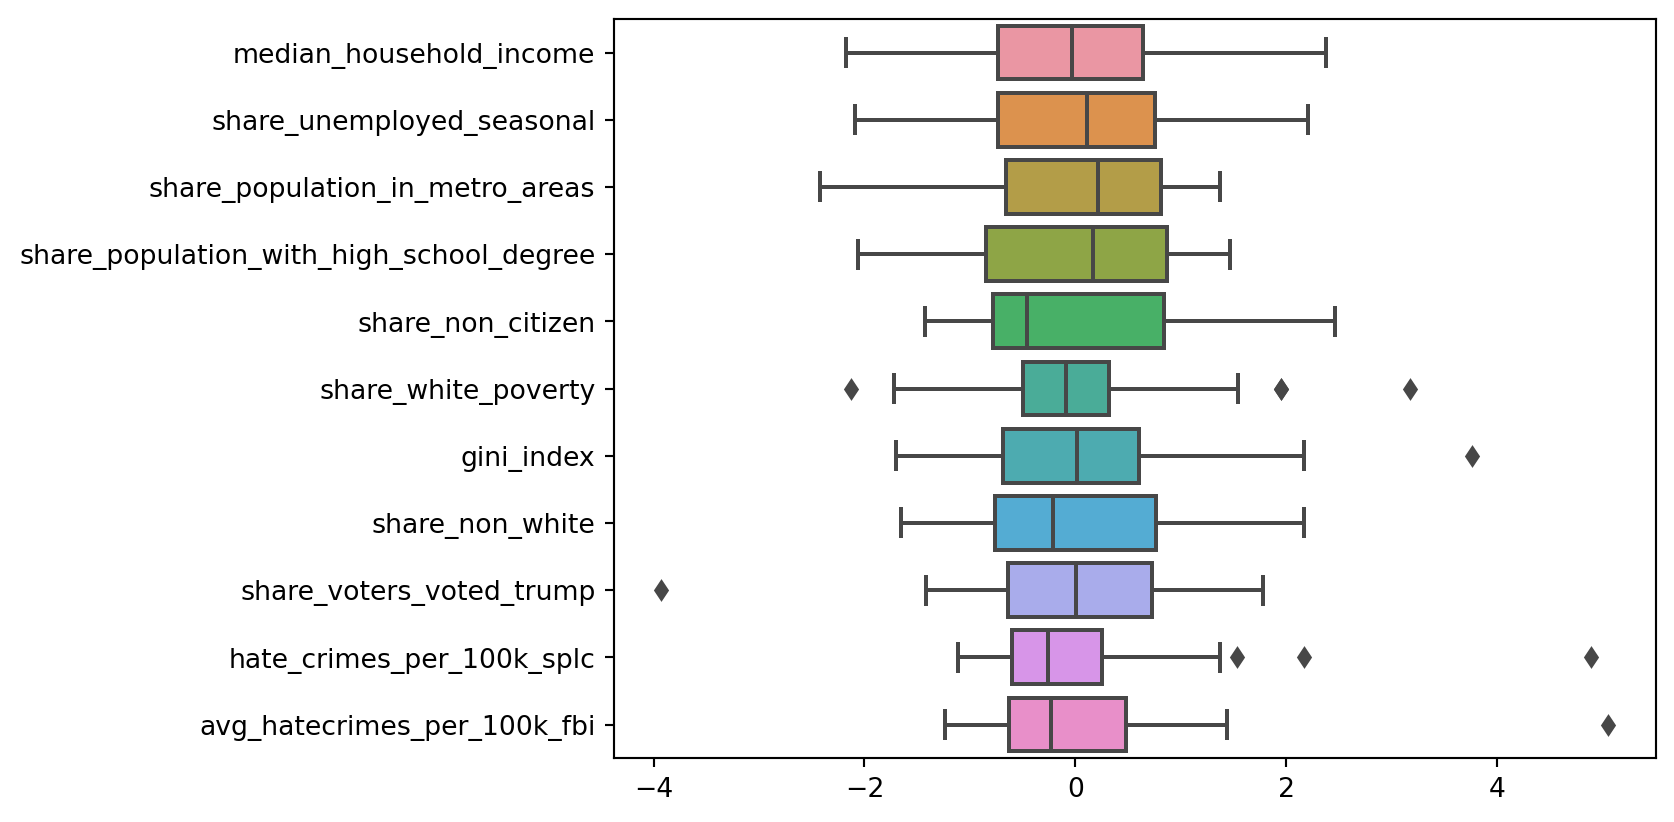 median_household_income
share_unemployed_seasonal
share_population_in_metro_areas
share_population_with_high_school_degree
share_non_citizen
share_white_poverty
gini_index
share_non_white
share_voters_voted_trump
hate_crimes_per_100k_splc
avg_hatecrimes_per_100k_fbi
−4 −2 0 2 4